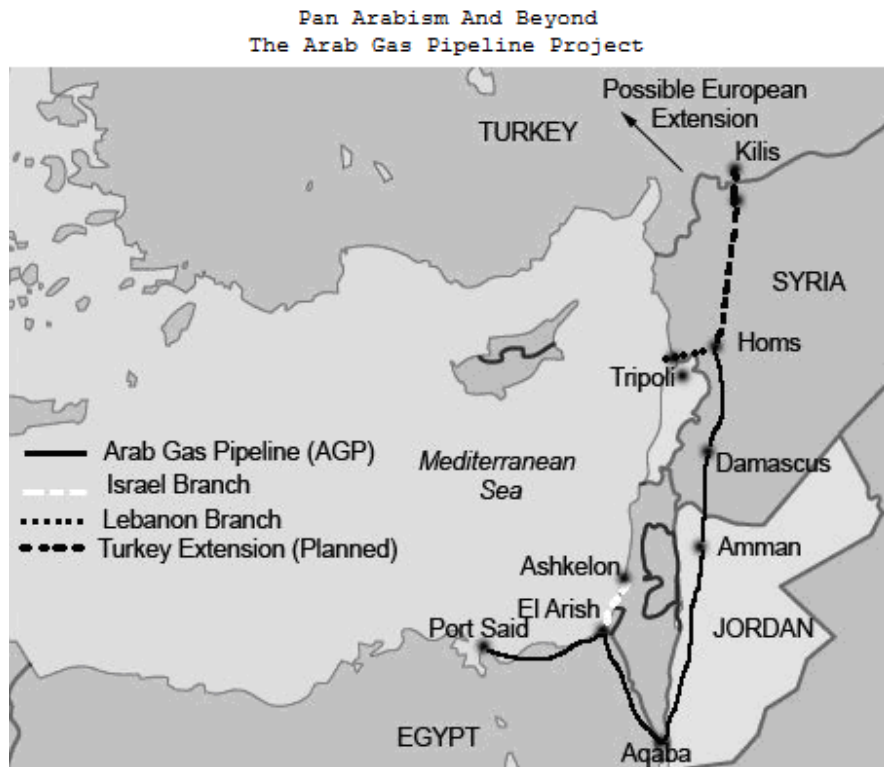 Pan Arabism And Beyond
The Arab Gas Pipeline Project
Possible European
Extension
TURKEY
Kilis
SYRIA
Homs
Tripoli
Arab Gas Pipeline (AGP)
Israel Branch
Lebanon Branch
Turkey Extension (Planned)
Mediterranean
Sea
Damascus
Amman
Ashkelon
El Arish
Port Said
JORDAN
EGYPT
Aqaba